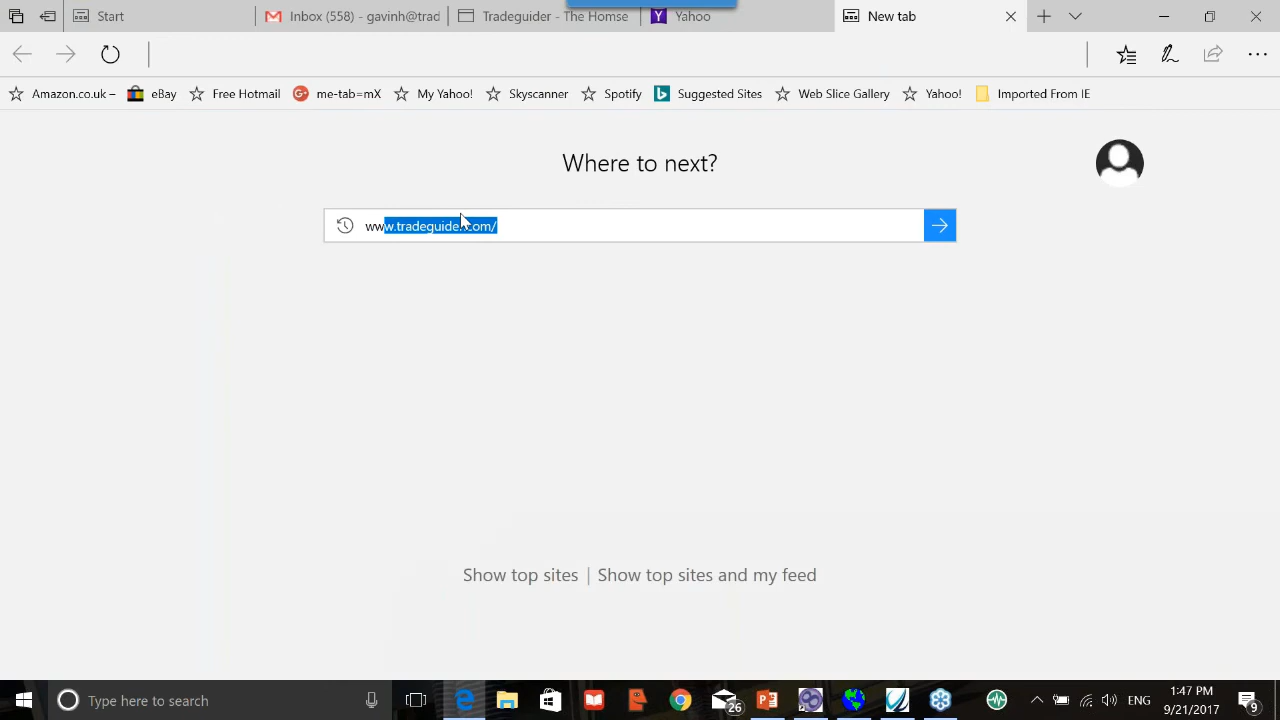 Start
Inbox (558) - gavinh@trad
Tradeguider - The Homse
Yahoo
New tab
Amazon.co.uk –
eBay
Free Hotmail
me-tab=mX
My Yahoo!
Skyscanner
Spotify
Suggested Sites
Web Slice Gallery
Yahoo!
Imported From IE
Where to next?
www.tradeguider.com/
Show top sites | Show top sites and my feed
Type here to search
26
ENG
:47 PM
9/21/2017
9